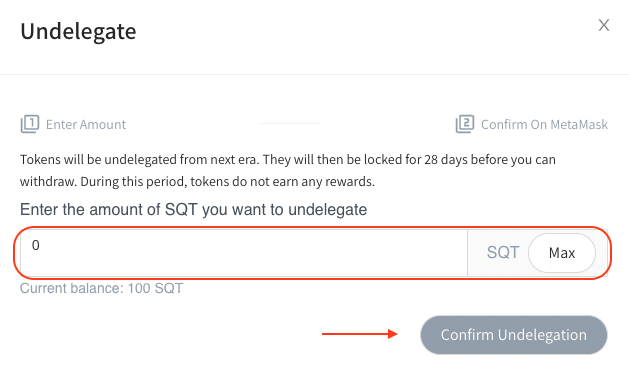 Undelegate
X
1 Enter Amount
2 Confirm On MetaMask
Tokens will be undelegated from next era. They will then be locked for 28 days before you can
withdraw. During this period, tokens do not earn any rewards.
Enter the amount of SQT you want to undelegate
0
SQT
Max
Current balance: 100 SQT
Confirm Undelegation